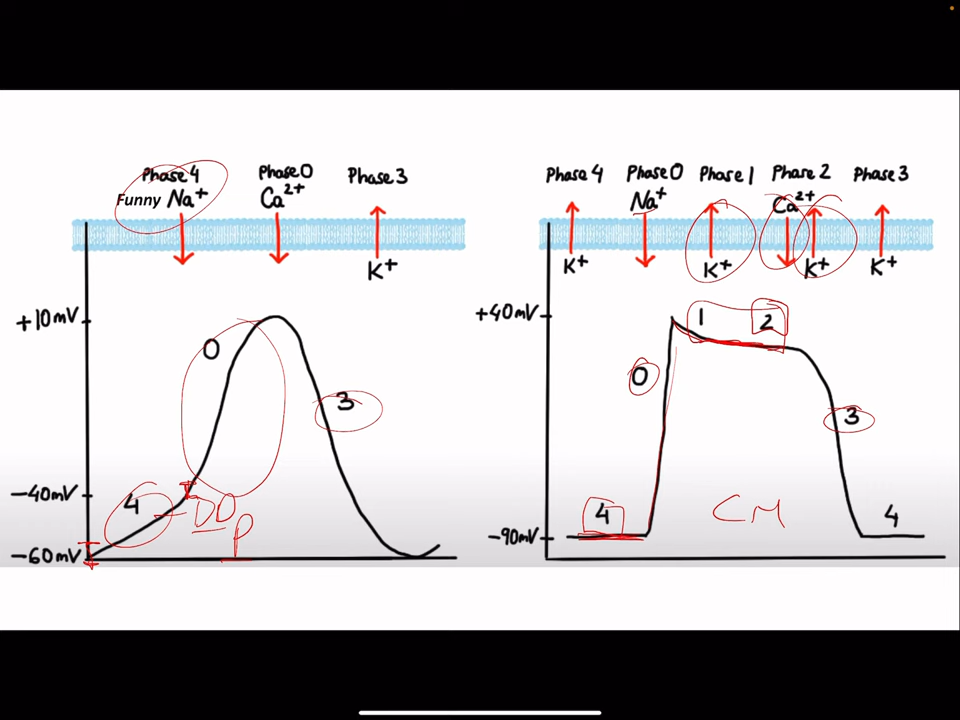 Phase 4
Funny Na+
Phase 0
Ca2+
Phase 3
K+
+10mV
0
3
-40mV
4
DD
P
-60mV
Phase 4
K+
Phase 0
Na+
Phase 1
K+
Phase 2
Ca2+
K+
Phase 3
K+
+40mV
1
2
0
3
4
CM
4
-90mV